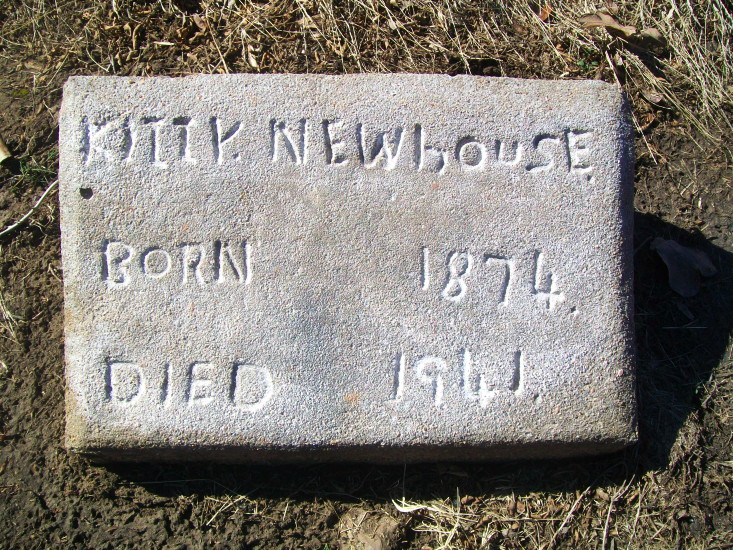 KITTY. NEWhOUSE.
BORN 1874.
DIED 1941.